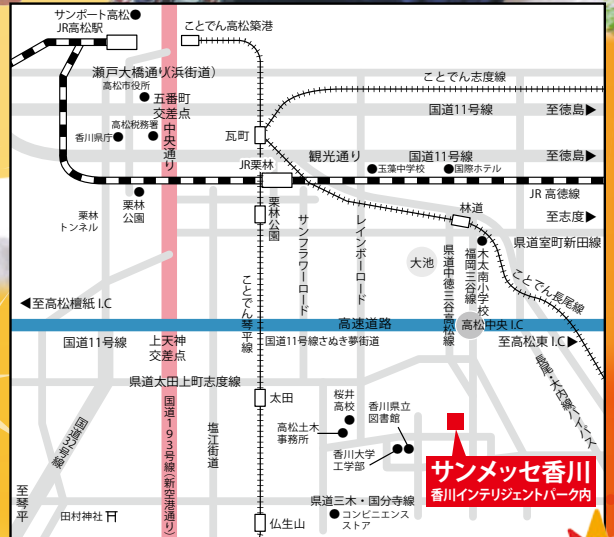 サンポート高松
JR高松駅
ことでん高松築港
瀬戸大橋通り(浜街道)
高松市役所
五番町
交差点
高松税務署
香川県庁
中央通り
ことでん志度線
国道11号線
至徳島▶
瓦町
観光通り
国道11号線
至徳島▶
JR栗林
玉藻中学校
国際ホテル
JR 高徳線
栗林
公園
栗林
トンネル
栗林公園
サンフラワーロード
レインボーロード
林道
至志度▶
県道室町新田線
大池
木太南小学校
福岡三谷線
県道中徳三谷高松線
ことでん長尾線
◀至高松檀紙 I.C
ことでん琴平線
高速道路
高松中央 I.C
国道11号線
上天神
交差点
国道11号線さぬき夢街道
至高松東 I.C▶
県道太田上町志度線
長尾・大内線バイパス
太田
桜井
高校
香川県立
図書館
高松土木
事務所
香川大学
工学部
国道32号線
国道193号線(新空港通り)
塩江街道
サンメッセ香川
香川インテリジェントパーク内
至琴平
田村神社
県道三木・国分寺線
コンビニエンス
ストア
仏生山